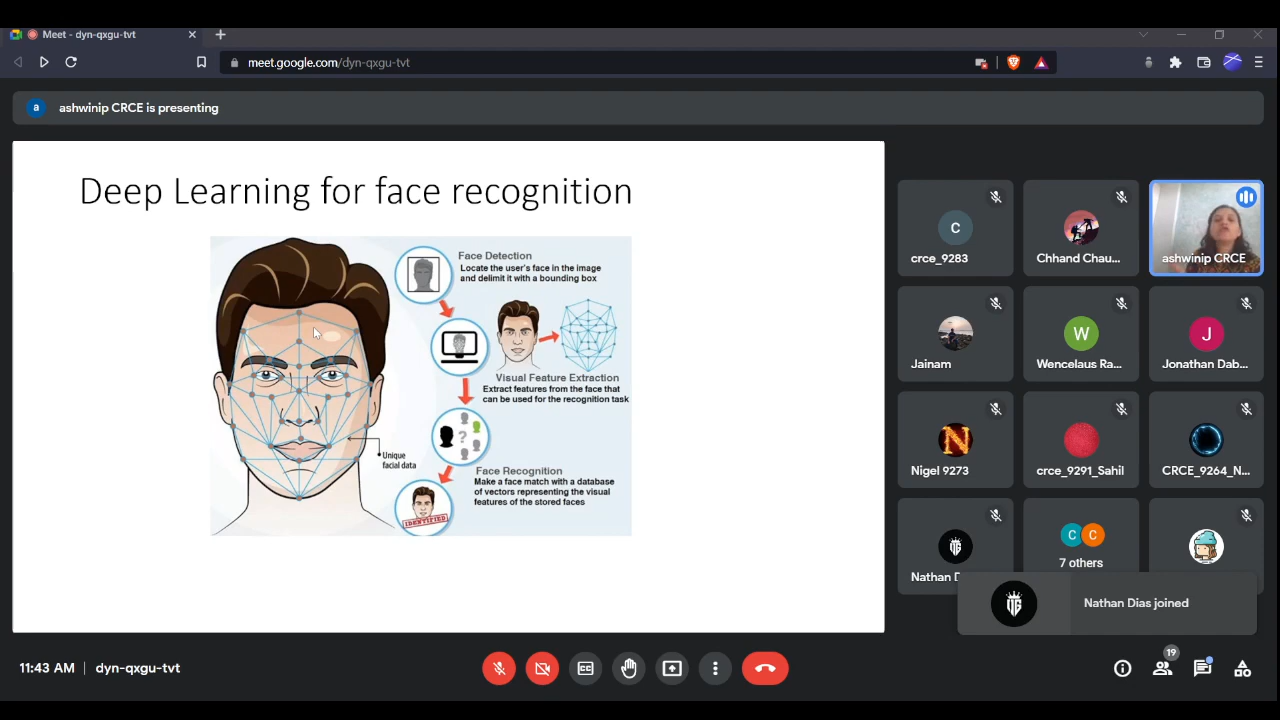 Meet - dyn-qxgu-tvt
meet.google.com/dyn-qxgu-tvt
a
ashwinip CRCE is presenting
Deep Learning for face recognition
Face Detection
Locate the user's face in the image
and delimit it with a bounding box
Visual Feature Extraction
Extract features from the face that
can be used for the recognition task
Unique
facial data
?
Face Recognition
Make a face match with a database
of vectors representing the visual
features of the stored faces
IDENTIFIED
C
crce_9283
Chhand Chau...
ashwinip CRCE
Jainam
W
Wencelaus Ra...
J
Jonathan Dab...
N
Nigel 9273
crce_9291_Sahil
CRCE_9264_N...
Nathan D
C C
7 others
Nathan Dias joined
11:43 AM | dyn-qxgu-tvt
CC
19